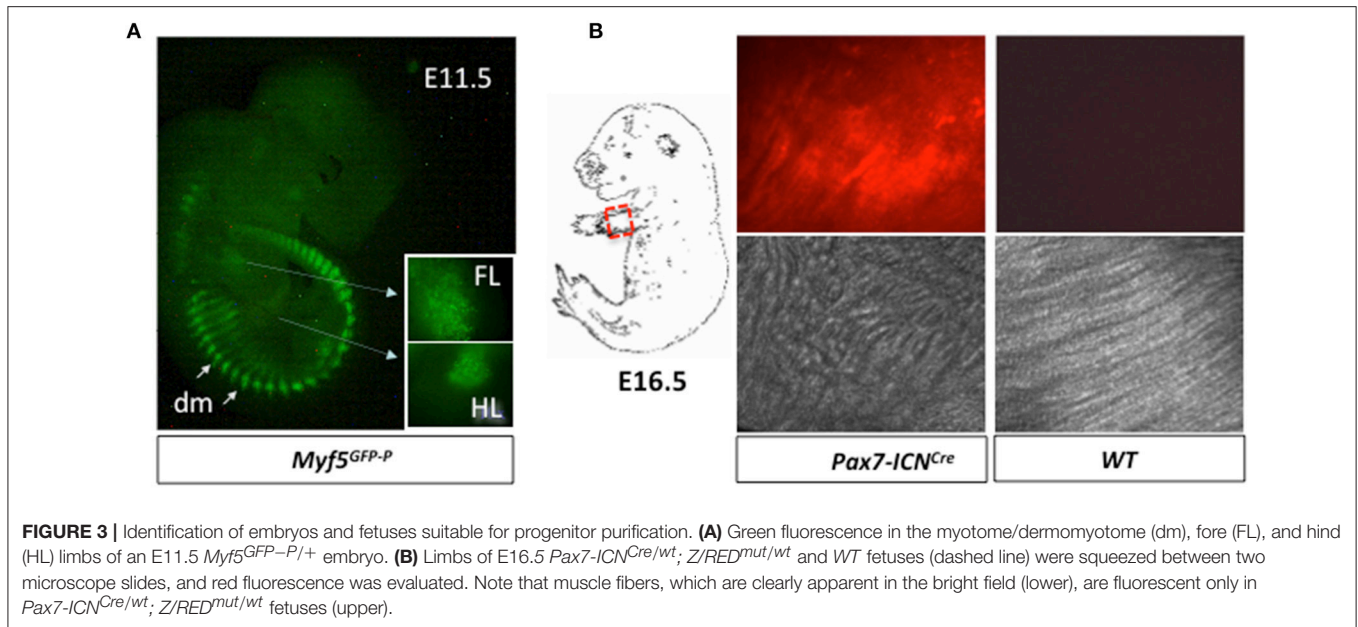 A
E11.5
FL
HL
dm
Myf5GFP-P
B
E16.5
Pax7-ICNCre
WT
FIGURE 3 | Identification of embryos and fetuses suitable for progenitor purification. (A) Green fluorescence in the myotome/dermomyotome (dm), fore (FL), and hind
(HL) limbs of an E11.5 Myf5GFP−P/+ embryo. (B) Limbs of E16.5 Pax7-ICNCre/wt; Z/REDmut/wt and WT fetuses (dashed line) were squeezed between two
microscope slides, and red fluorescence was evaluated. Note that muscle fibers, which are clearly apparent in the bright field (lower), are fluorescent only in
Pax7-ICNCre/wt; Z/REDmut/wt fetuses (upper).